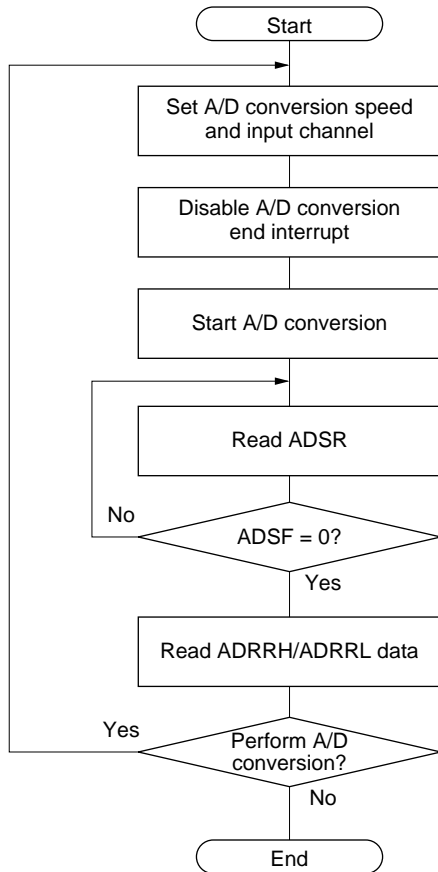 Start
Set A/D conversion speed
and input channel
Disable A/D conversion
end interrupt
Start A/D conversion
Read ADSR
No
ADSF = 0?
Yes
Read ADRRH/ADRRL data
Yes
Perform A/D
conversion?
No
End